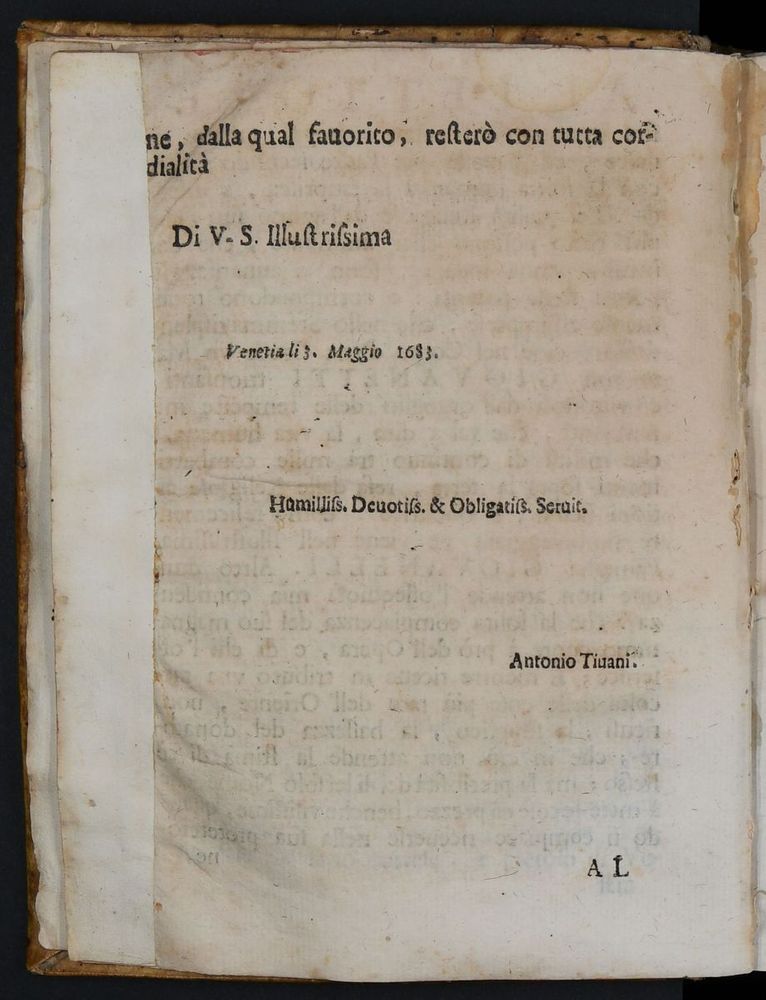 ne, dalla qual fauorito, resterò con tutta cor-
dialità
Di V. S. Illustrissima
Venetia li 3. Maggio 1683.
Humiliss. Deuotiss. & Obligatiss. Seruit.
Antonio Tiuani.
AL